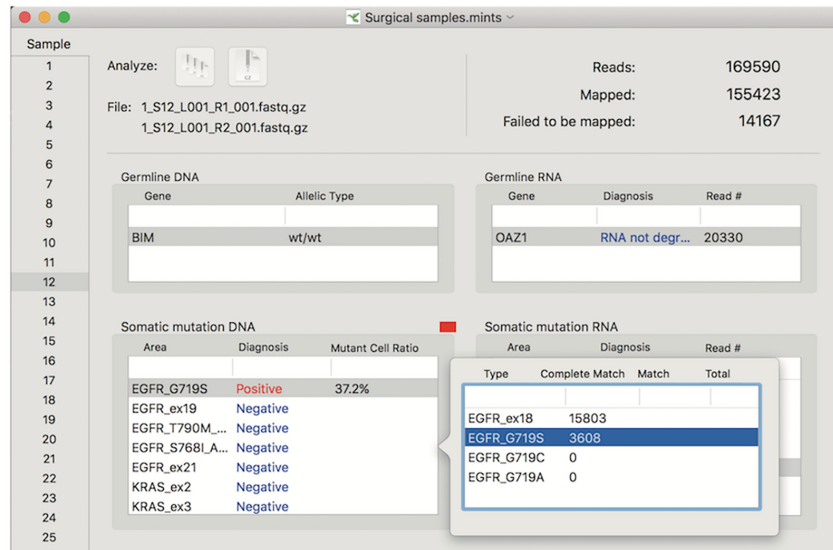 Surgical samples.mints
Sample
1
2
3
4
5
6
7
8
9
10
11
12
13
14
15
16
17
18
19
20
21
22
23
24
25
Analyze:
File: 1_S12_L001_R1_001.fastq.gz
1_S12_L001_R2_001.fastq.gz
Reads: 169590
Mapped: 155423
Failed to be mapped: 14167
Germline DNA
Gene Allelic Type
BIM wt/wt
Germline RNA
Gene Diagnosis Read #
OAZ1 RNA not degr... 20330
Somatic mutation DNA
Area Diagnosis Mutant Cell Ratio
EGFR_G719S Positive 37.2%
EGFR_ex19 Negative
EGFR_T790M_... Negative
EGFR_S768I_A... Negative
EGFR_ex21 Negative
KRAS_ex2 Negative
KRAS_ex3 Negative
Somatic mutation RNA
Area Diagnosis Read #
Type Complete Match Match Total
EGFR_ex18 15803
EGFR_G719S 3608
EGFR_G719C 0
EGFR_G719A 0